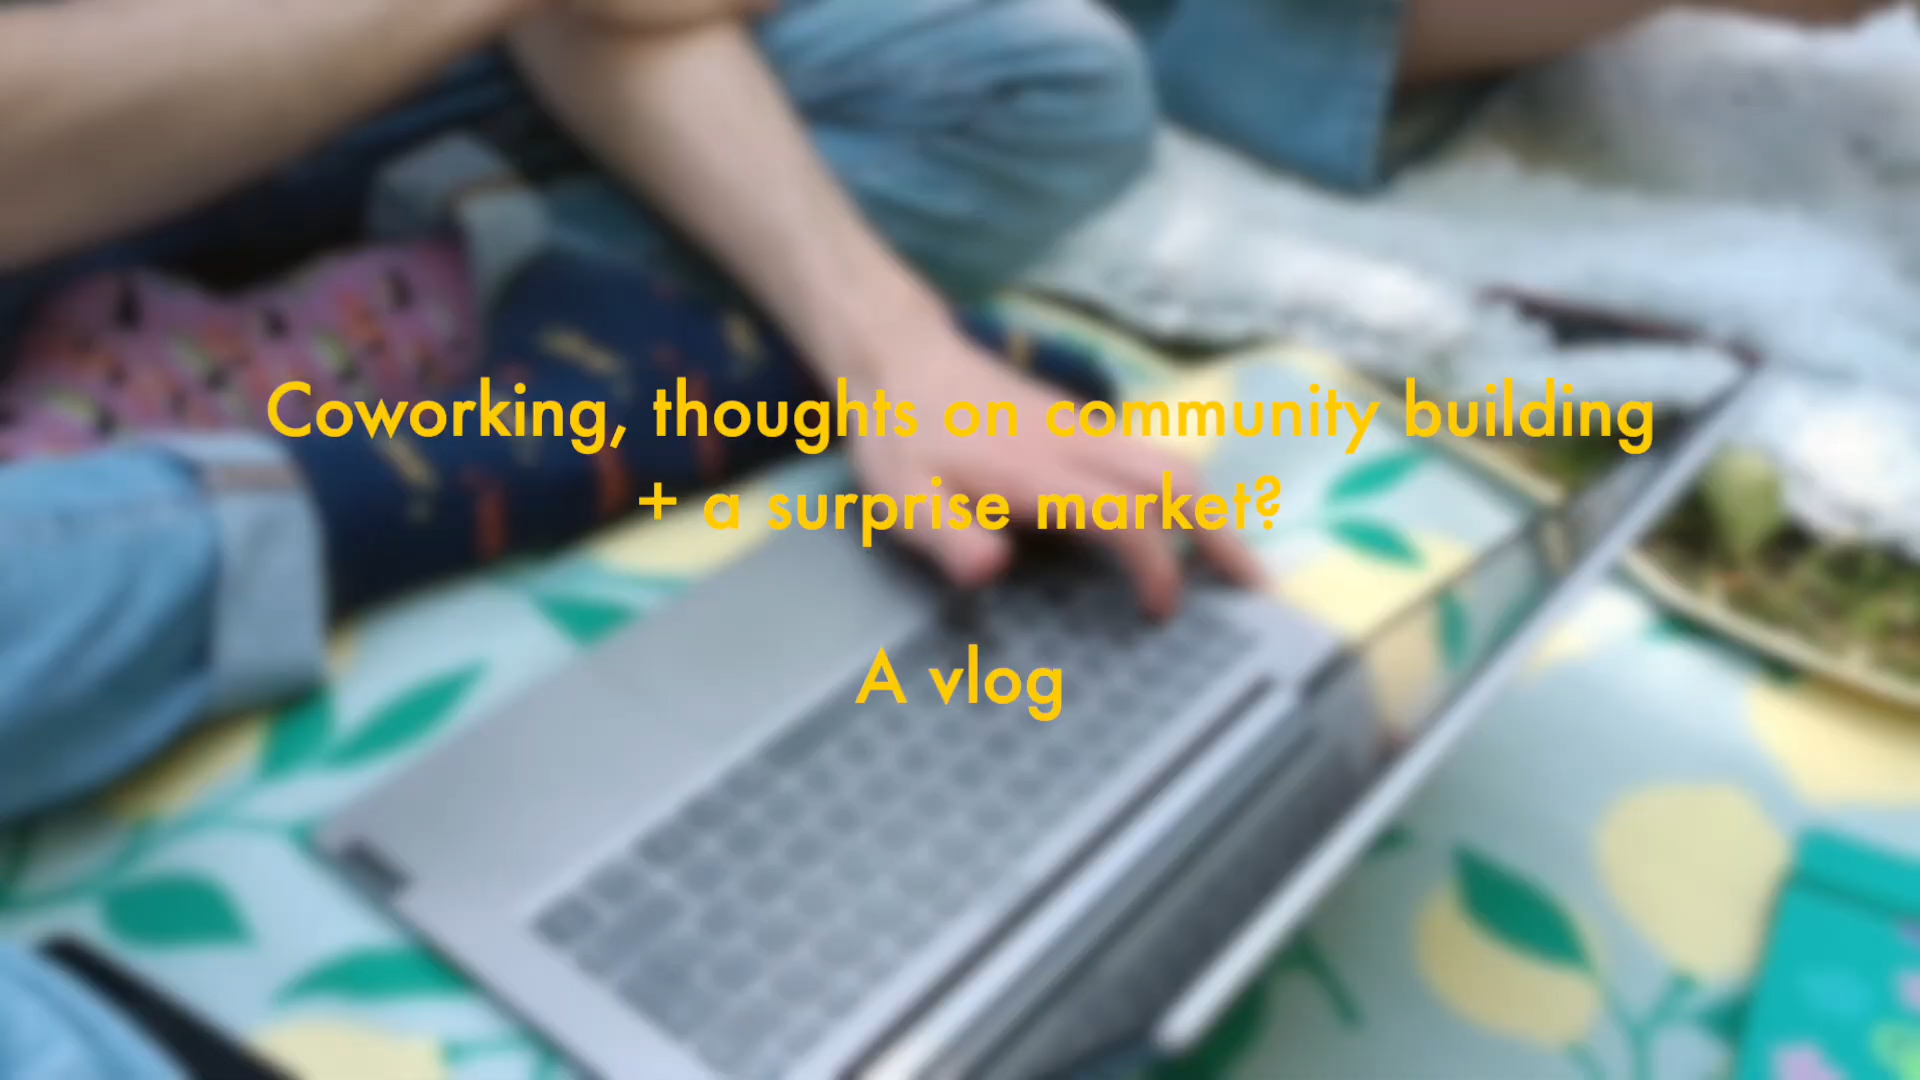 Coworking, thoughts on community building
+ a surprise market?
A vlog